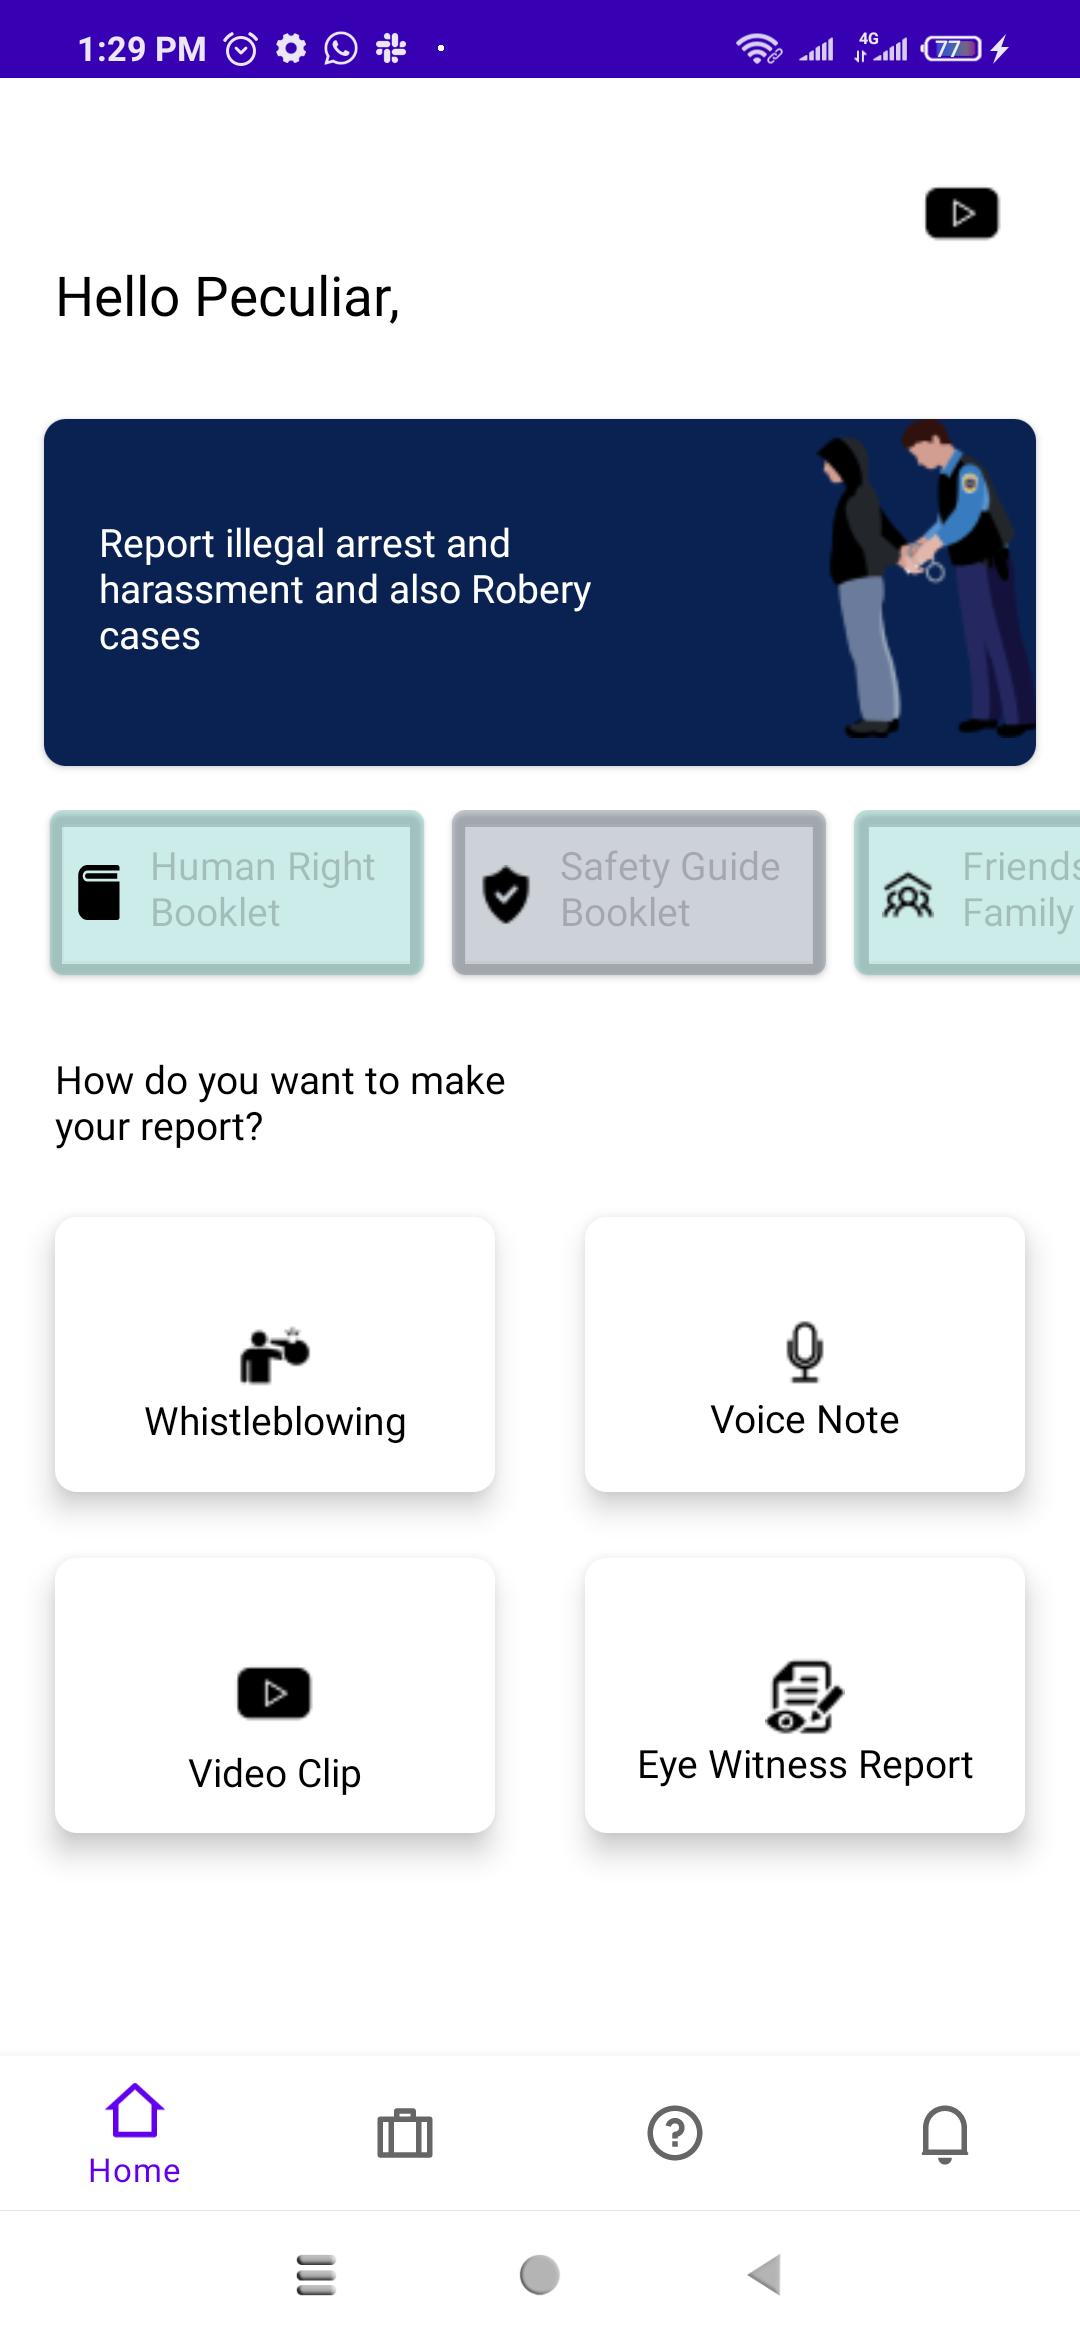 1:29 PM
4G
77
Hello Peculiar,
Report illegal arrest and
harassment and also Robery
cases
Human Right
Booklet
Safety Guide
Booklet
Friends
Family
How do you want to make
your report?
Whistleblowing
Voice Note
Video Clip
Eye Witness Report
Home